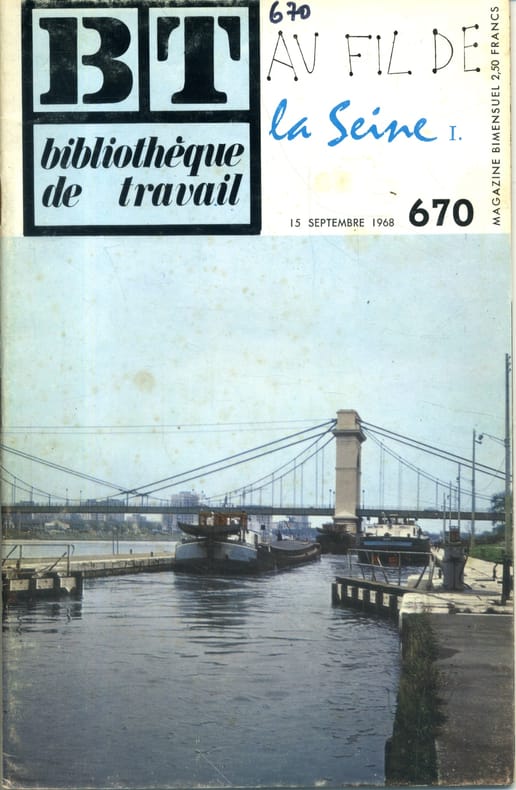 BT
bibliothèque
de travail
670
AU FIL DE
la Seine I.
15 SEPTEMBRE 1968 670
MAGAZINE BIMENSUEL 2,50 FRANCS